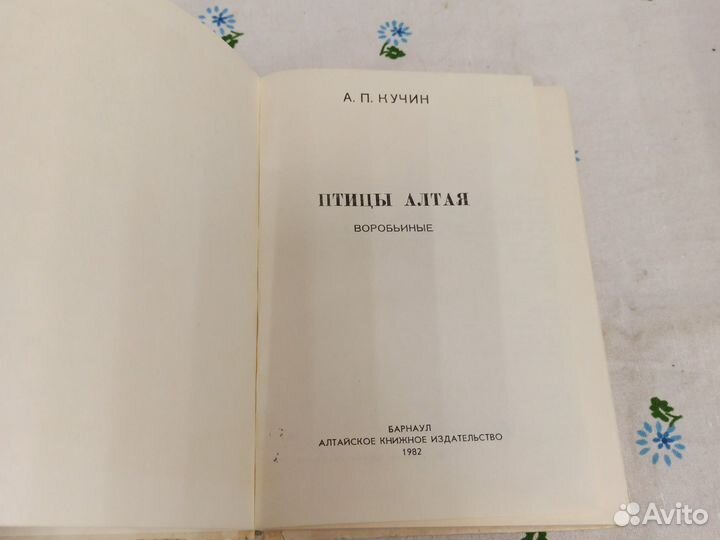 А. П. КУЧИН
ПТИЦЫ АЛТАЯ
ВОРОБЬИНЫЕ
БАРНАУЛ
АЛТАЙСКОЕ КНИЖНОЕ ИЗДАТЕЛЬСТВО
1982
Avito